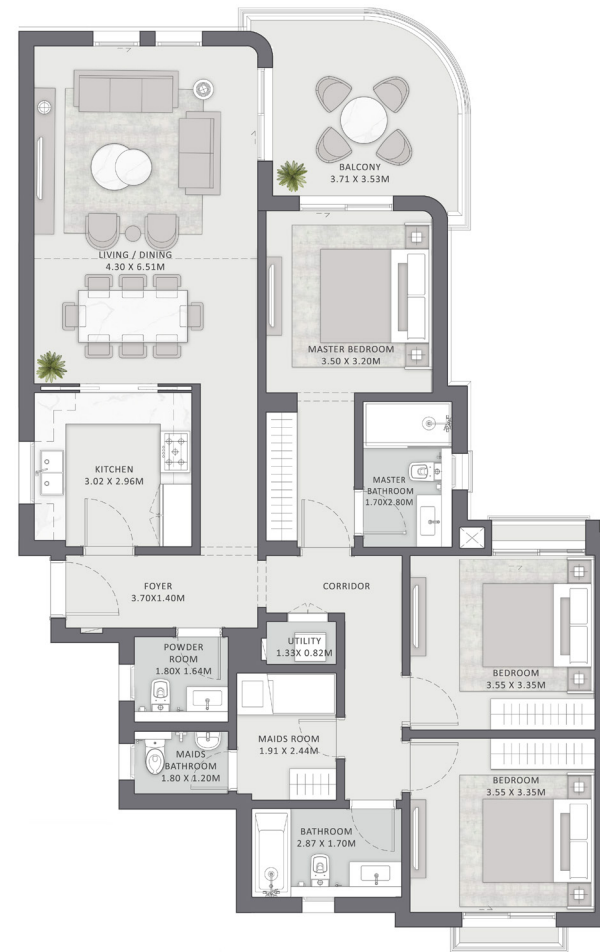 BALCONY
3.71 X 3.53M
LIVING / DINING
4.30 X 6.51M
MASTER BEDROOM
3.50 X 3.20M
KITCHEN
3.02 X 2.96M
MASTER
BATHROOM
1.70X2.80M
FOYER
3.70X1.40M
CORRIDOR
UTILITY
1.33X 0.82M
POWDER
ROOM
1.80X 1.64M
BEDROOM
3.55 X 3.35M
MAIDS ROOM
1.91 X 2.44M
MAIDS
BATHROOM
1.80 X 1.20M
BEDROOM
3.55 X 3.35M
BATHROOM
2.87 X 1.70M